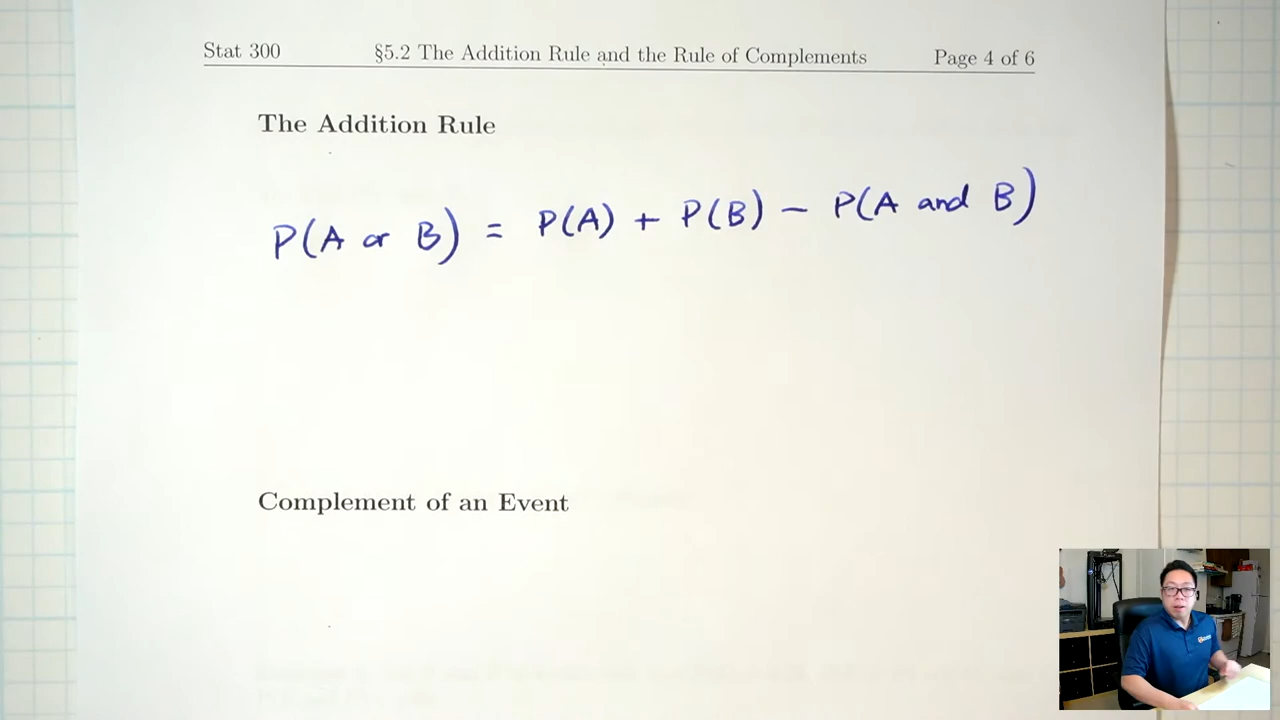 Stat 300 §5.2 The Addition Rule and the Rule of Complements Page 4 of 6
The Addition Rule
P(A or B) = P(A) + P(B) − P(A and B)
Complement of an Event